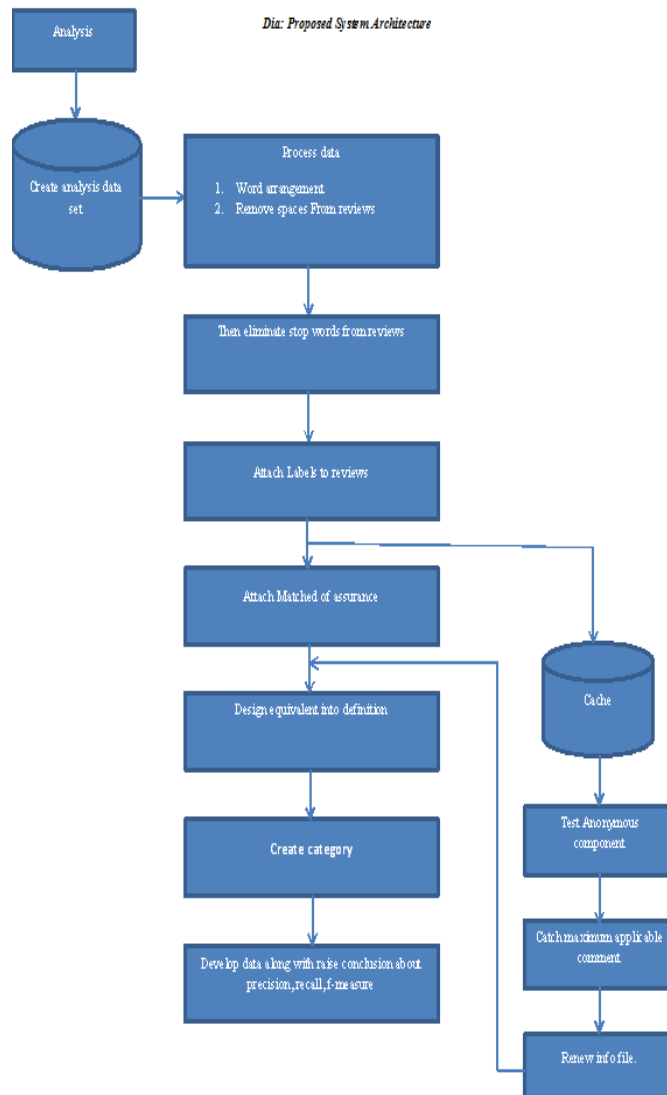 Dia: Proposed System Architecture
Analysis
Create analysis data
set.
Process data
1. Word arrangement
2. Remove spaces From reviews
Then eliminate stop words from reviews
Attach Labels to reviews
Attach Matched of assurance
Design equivalent into definition
Create category
Develop data along with raise conclusion about
precision,recall,f-measure
Cache
Test Anonymous
component
Catch maximum applicable
comment.
Renew info file.